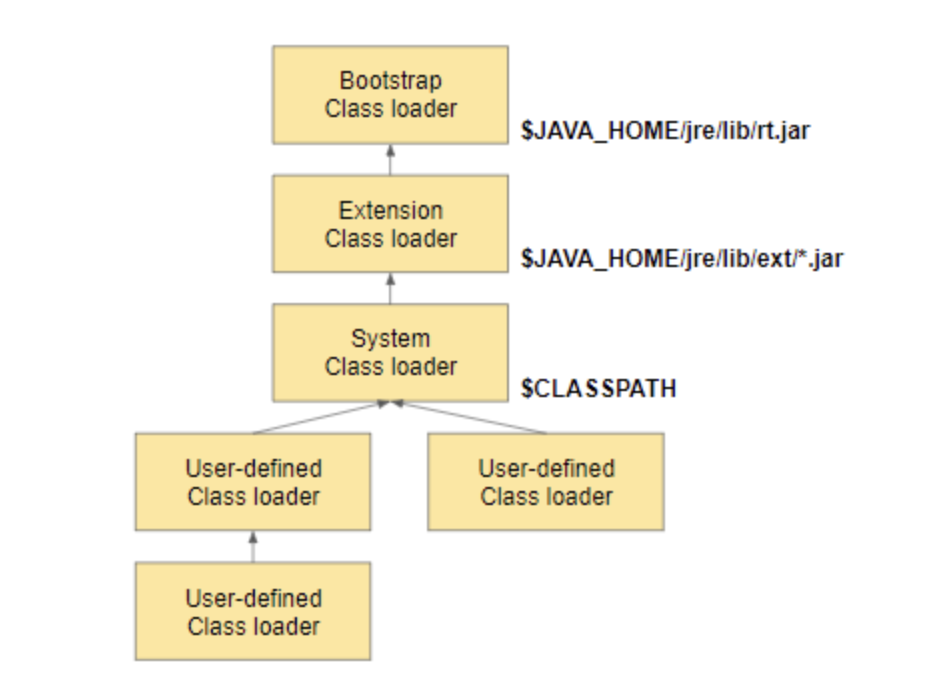 Bootstrap
Class loader
$JAVA_HOME/jre/lib/rt.jar
Extension
Class loader
$JAVA_HOME/jre/lib/ext/*.jar
System
Class loader
$CLASSPATH
User-defined
Class loader
User-defined
Class loader
User-defined
Class loader